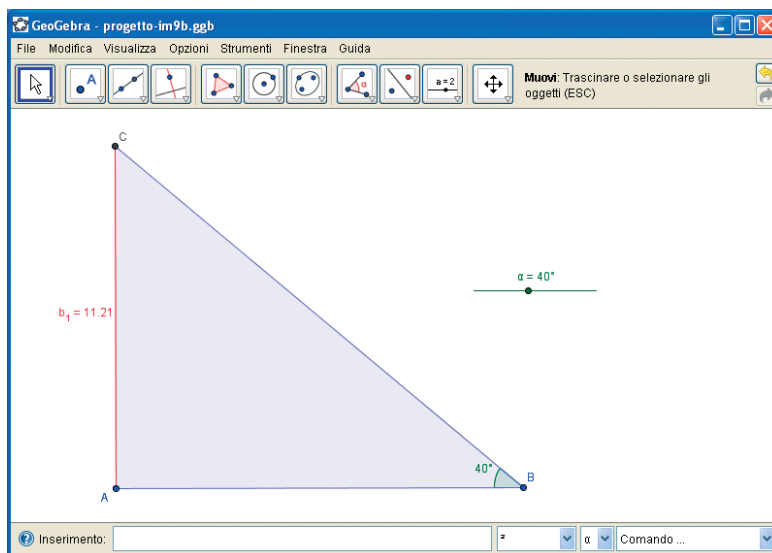 GeoGebra - progetto-im9b.ggb
File Modifica Visualizza Opzioni Strumenti Finestra Guida
A
α
a = 2
Muovi: Trascinare o selezionare gli
oggetti (ESC)
C
α = 40°
b₁ = 11.21
40°
B
A
Inserimento:
²
α
Comando ...